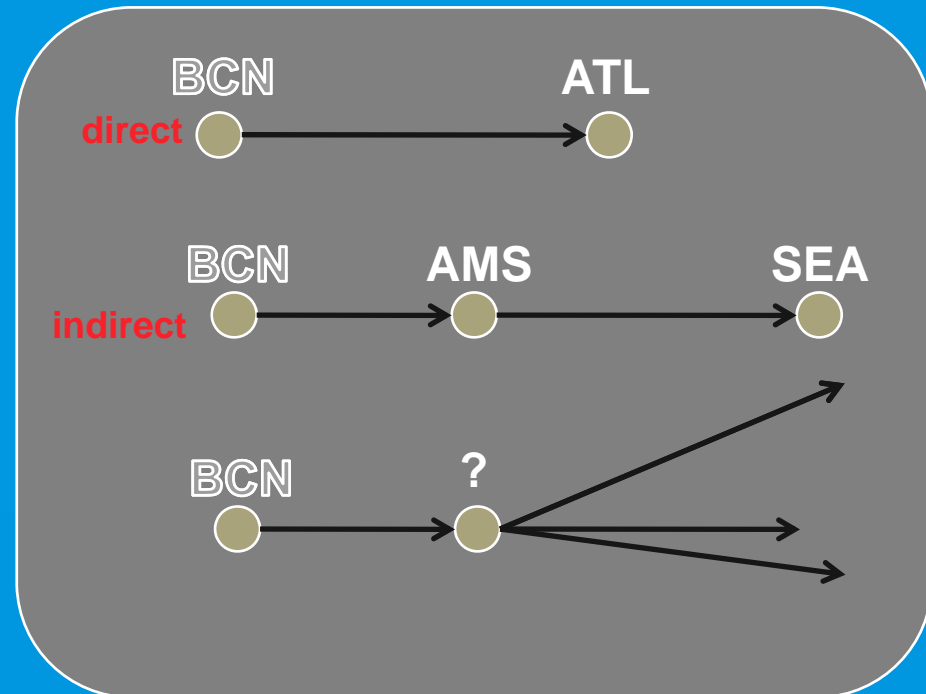 BCN ATL
direct
BCN AMS SEA
indirect
BCN ?